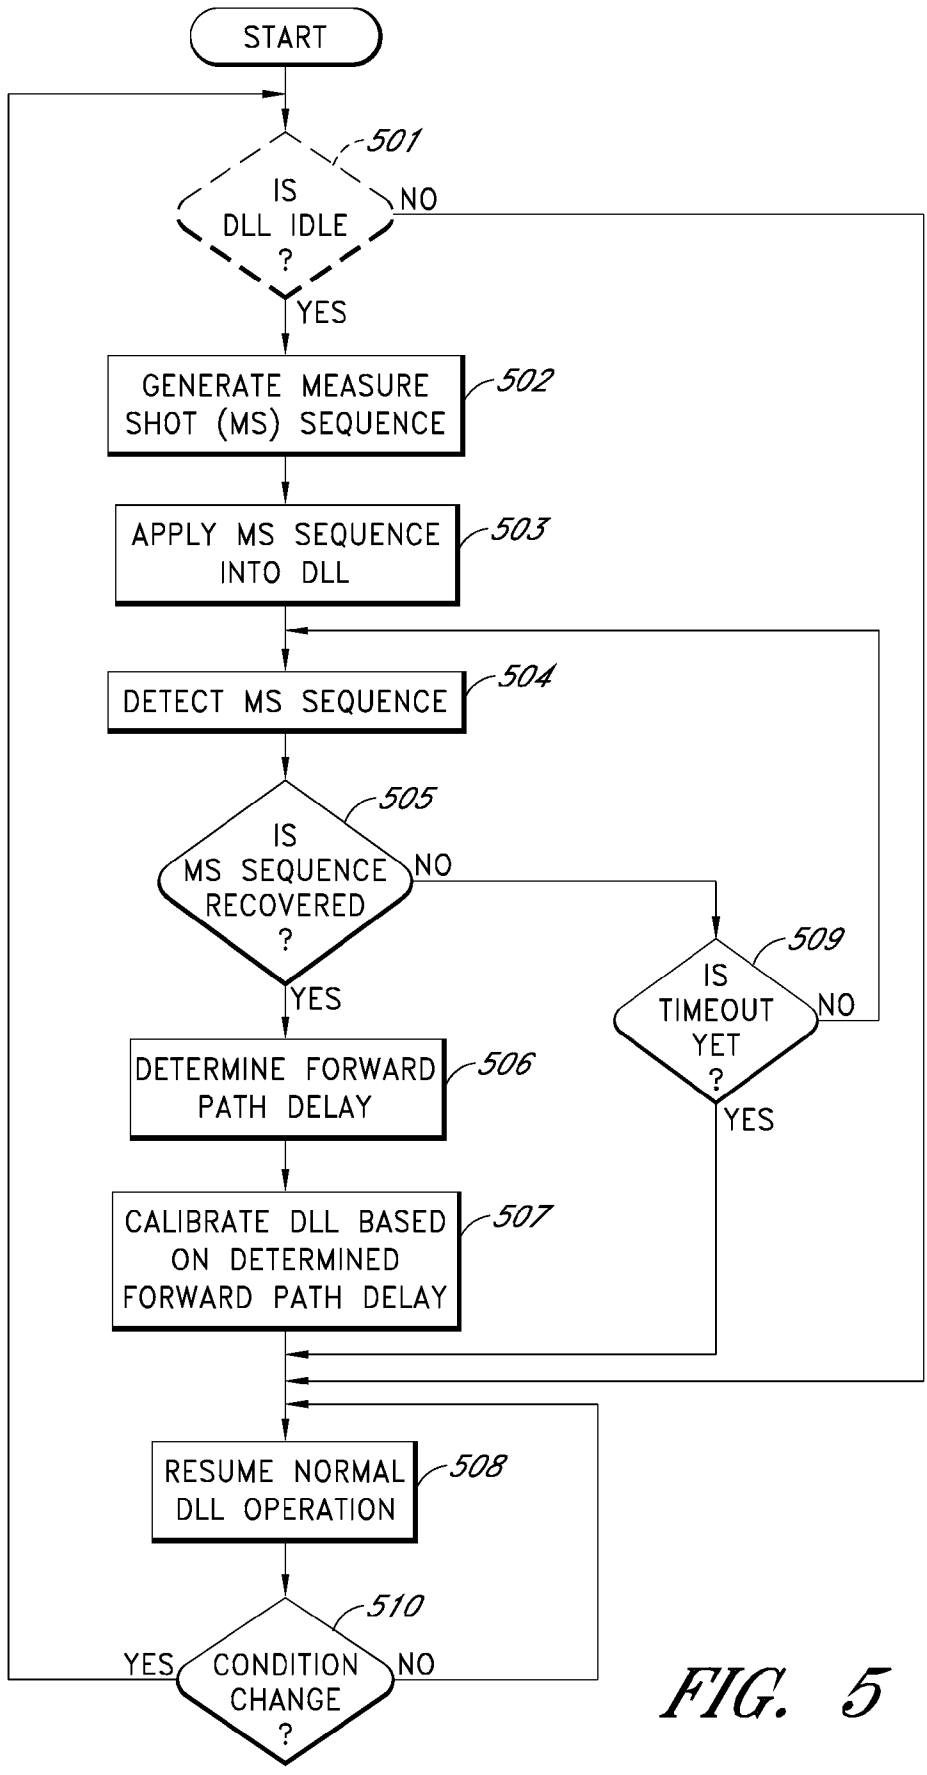 START
501
IS
DLL IDLE
?
NO
YES
GENERATE MEASURE
SHOT (MS) SEQUENCE
502
APPLY MS SEQUENCE
INTO DLL
503
DETECT MS SEQUENCE
504
505
IS
MS SEQUENCE
RECOVERED
?
NO
YES
509
IS
TIMEOUT
YET
?
NO
YES
DETERMINE FORWARD
PATH DELAY
506
CALIBRATE DLL BASED
ON DETERMINED
FORWARD PATH DELAY
507
RESUME NORMAL
DLL OPERATION
508
510
CONDITION
CHANGE
?
YES
NO
FIG. 5